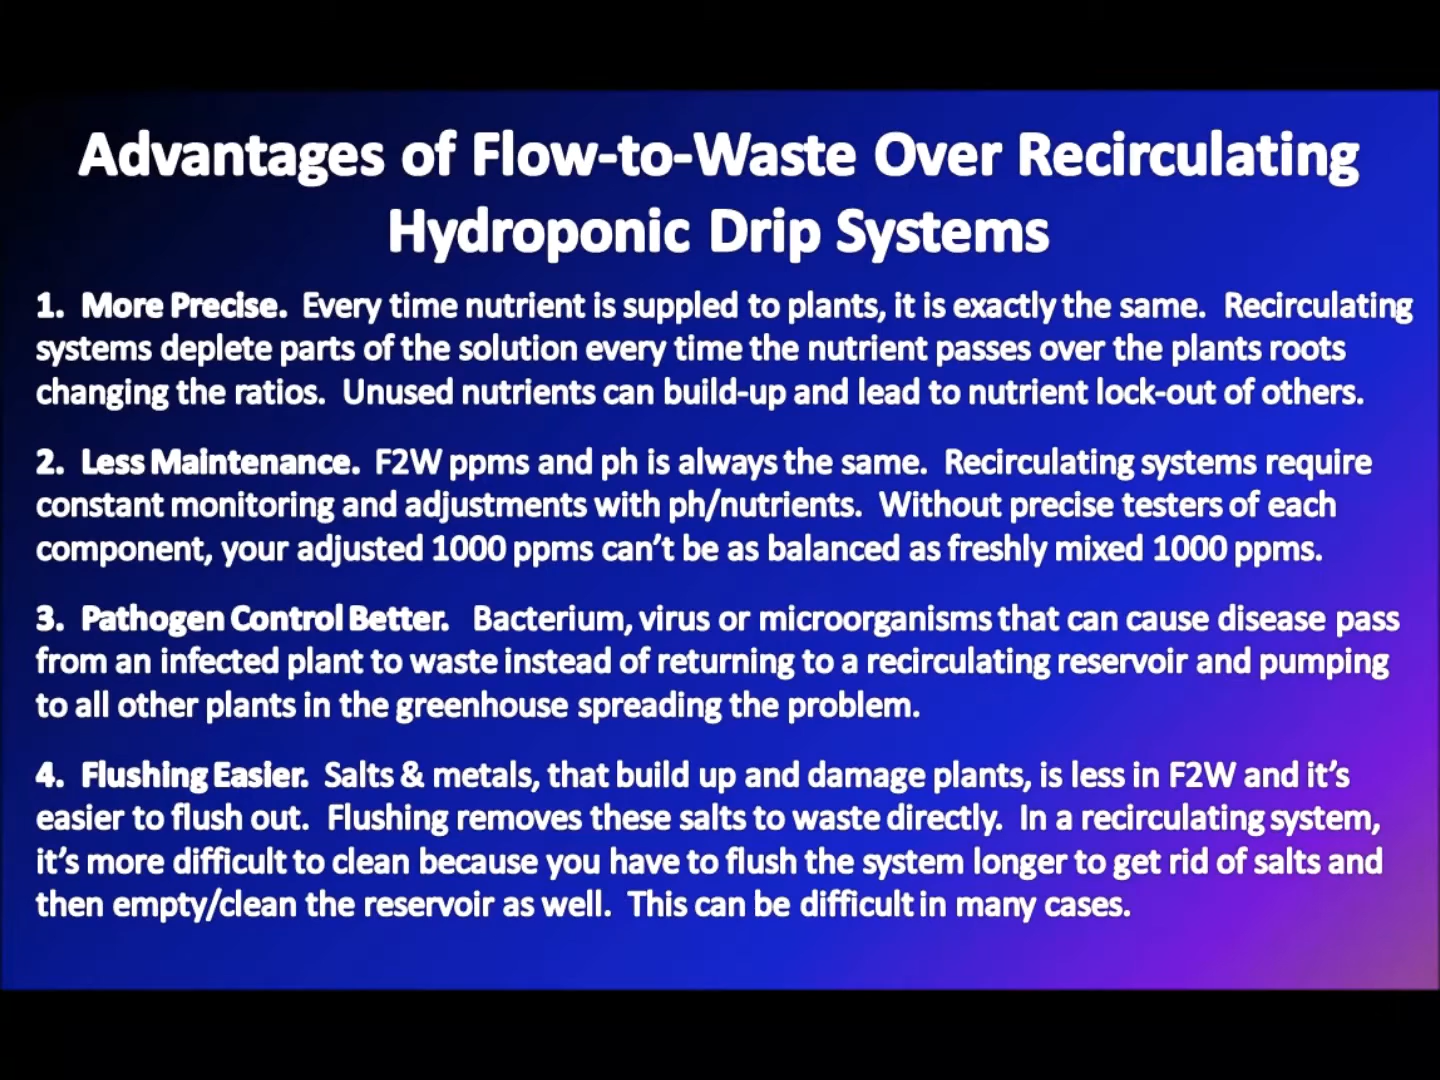 Advantages of Flow-to-Waste Over Recirculating
Hydroponic Drip Systems
1. More Precise. Every time nutrient is suppled to plants, it is exactly the same. Recirculating
systems deplete parts of the solution every time the nutrient passes over the plants roots
changing the ratios. Unused nutrients can build-up and lead to nutrient lock-out of others.
2. Less Maintenance. F2W ppms and ph is always the same. Recirculating systems require
constant monitoring and adjustments with ph/nutrients. Without precise testers of each
component, your adjusted 1000 ppms can't be as balanced as freshly mixed 1000 ppms.
3. Pathogen Control Better. Bacterium, virus or microorganisms that can cause disease pass
from an infected plant to waste instead of returning to a recirculating reservoir and pumping
to all other plants in the greenhouse spreading the problem.
4. Flushing Easier. Salts & metals, that build up and damage plants, is less in F2W and it's
easier to flush out. Flushing removes these salts to waste directly. In a recirculating system,
it's more difficult to clean because you have to flush the system longer to get rid of salts and
then empty/clean the reservoir as well. This can be difficult in many cases.